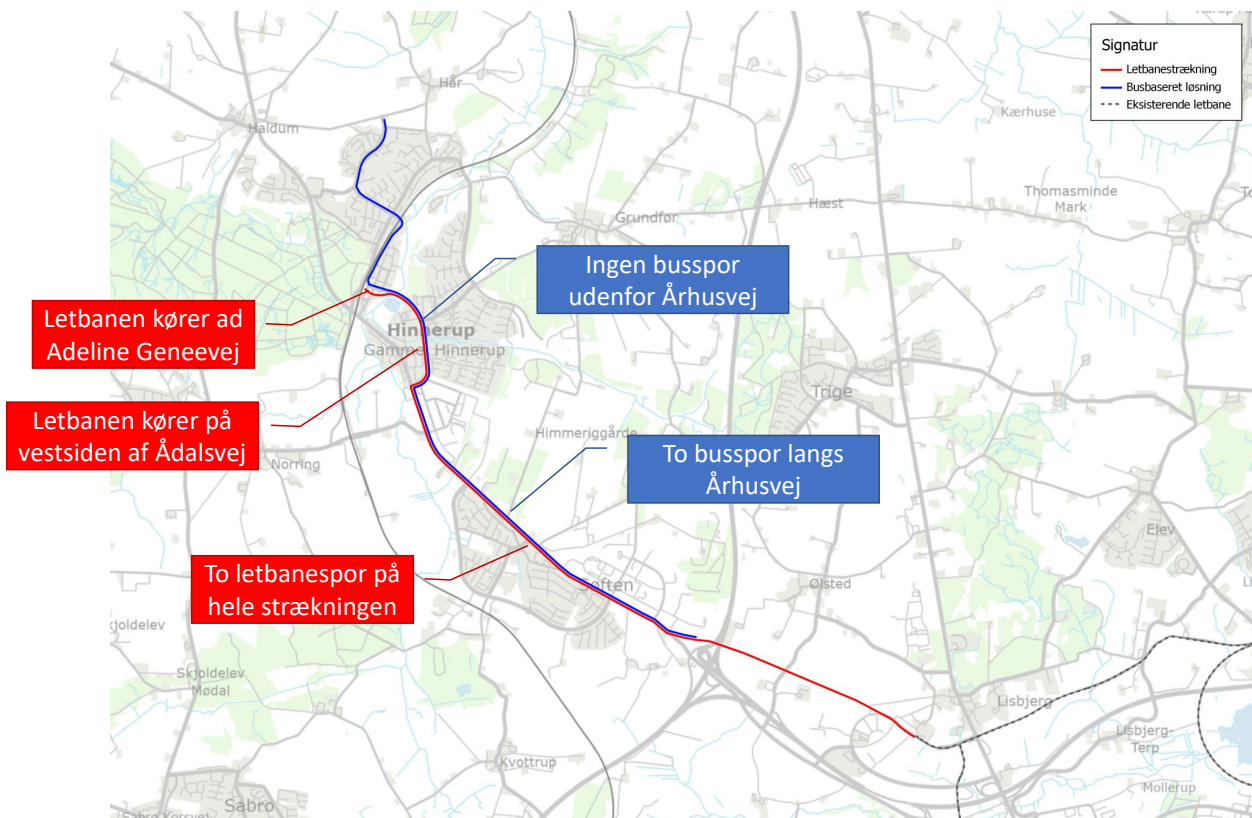 Signatur
Letbanestrækning
Busbaseret løsning
Eksisterende letbane
Hår
Haldum
Kærhuse
Thomasminde
Mark
Hæst
Grundfør
Ingen busspor
udenfor Århusvej
Letbanen kører ad
Adeline Geneevej
Hinnerup
Gammel Hinnerup
Trige
Letbanen kører på
vestsiden af Ådalsvej
Himmeriggårde
Norring
To busspor langs
Århusvej
Elev
To letbanespor på
hele strækningen
Søften
Ølsted
Skjoldelev
Mødal
Lisbjerg
Lisbjerg-
Terp
Kvottrup
Mollerup
Sabro